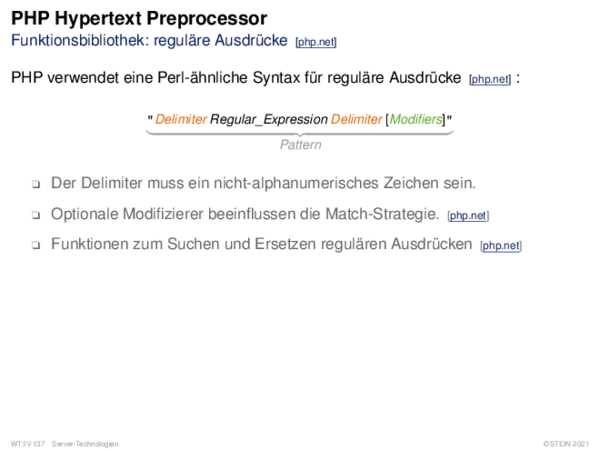 PHP Hypertext Preprocessor
Funktionsbibliothek: reguläre Ausdrücke [php.net]
PHP verwendet eine Perl-ähnliche Syntax für reguläre Ausdrücke [php.net] :
"Delimiter Regular_Expression Delimiter [Modifiers]"
Pattern
❑ Der Delimiter muss ein nicht-alphanumerisches Zeichen sein.
❑ Optionale Modifizierer beeinflussen die Match-Strategie. [php.net]
❑ Funktionen zum Suchen und Ersetzen regulären Ausdrücken [php.net]
WT:IV-137 Server-Technologien ©STEIN 2021